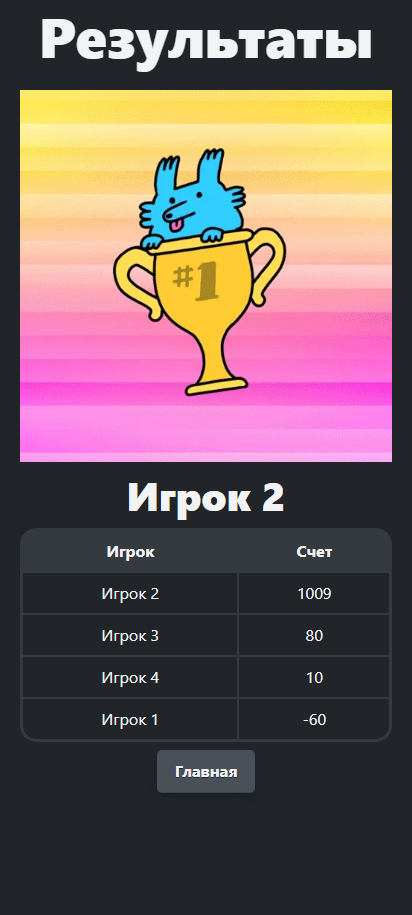 Результаты
#1
Игрок 2
Игрок Счет
Игрок 2 1009
Игрок 3 80
Игрок 4 10
Игрок 1 -60
Главная